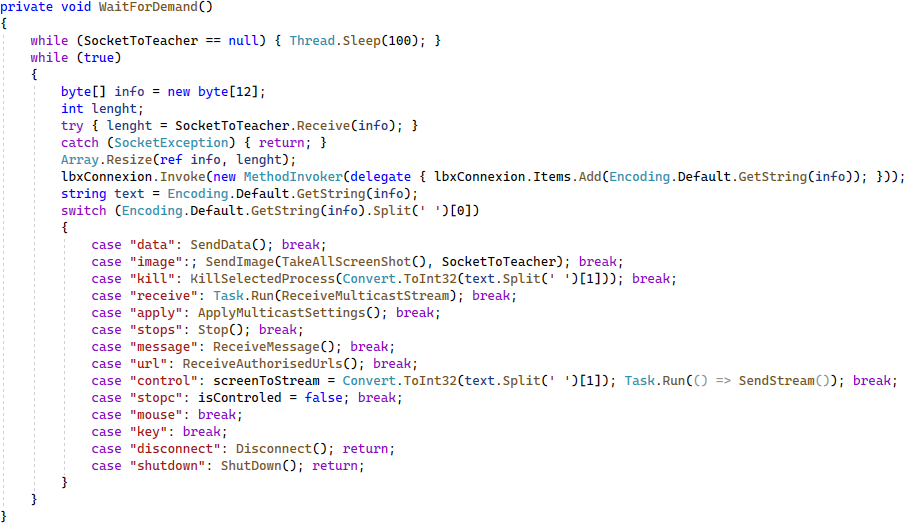 private void WaitForDemand()
{
while (SocketToTeacher == null) { Thread.Sleep(100); }
while (true)
{
byte[] info = new byte[12];
int lenght;
try { lenght = SocketToTeacher.Receive(info); }
catch (SocketException) { return; }
Array.Resize(ref info, lenght);
lbxConnexion.Invoke(new MethodInvoker(delegate { lbxConnexion.Items.Add(Encoding.Default.GetString(info)); }));
string text = Encoding.Default.GetString(info);
switch (Encoding.Default.GetString(info).Split(' ')[0])
{
case "data": SendData(); break;
case "image":; SendImage(TakeAllScreenShot(), SocketToTeacher); break;
case "kill": KillSelectedProcess(Convert.ToInt32(text.Split(' ')[1])); break;
case "receive": Task.Run(ReceiveMulticastStream); break;
case "apply": ApplyMulticastSettings(); break;
case "stops": Stop(); break;
case "message": ReceiveMessage(); break;
case "url": ReceiveAuthorisedUrls(); break;
case "control": screenToStream = Convert.ToInt32(text.Split(' ')[1]); Task.Run(() => SendStream()); break;
case "stopc": isControled = false; break;
case "mouse": break;
case "key": break;
case "disconnect": Disconnect(); return;
case "shutdown": ShutDown(); return;
}
}
}